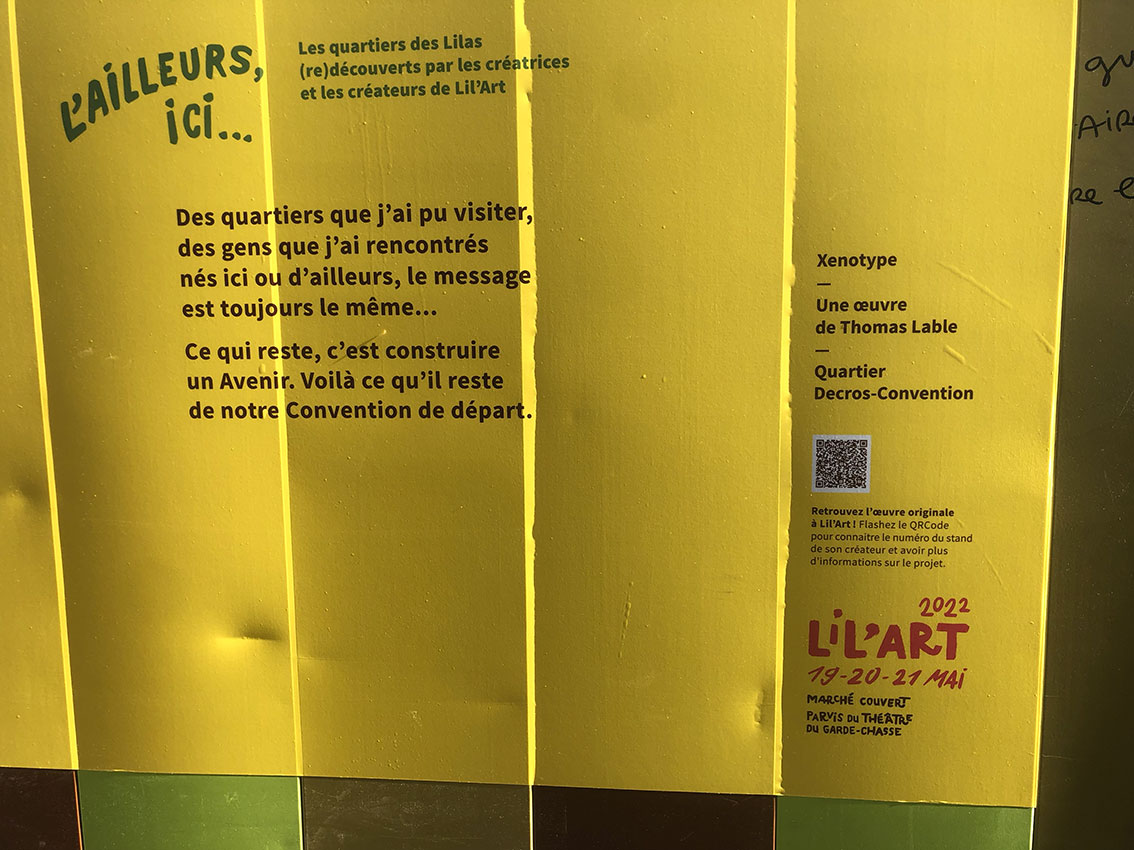 L'AiLLEURS,
iCi...
Les quartiers des Lilas
(re)découverts par les créatrices
et les créateurs de Lil'Art
Des quartiers que j'ai pu visiter,
des gens que j'ai rencontrés
nés ici ou d'ailleurs, le message
est toujours le même...
Ce qui reste, c'est construire
un Avenir. Voilà ce qu'il reste
de notre Convention de départ.
Xenotype
—
Une œuvre
de Thomas Lable
—
Quartier
Decros-Convention
Retrouvez l'œuvre originale
à Lil'Art ! Flashez le QRCode
pour connaitre le numéro du stand
de son créateur et avoir plus
d'informations sur le projet.
2022
LiL'ART
19-20-21 MAi
MARCHÉ COUVERT
PARVIS DU THÉÂTRE
DU GARDE-CHASSE